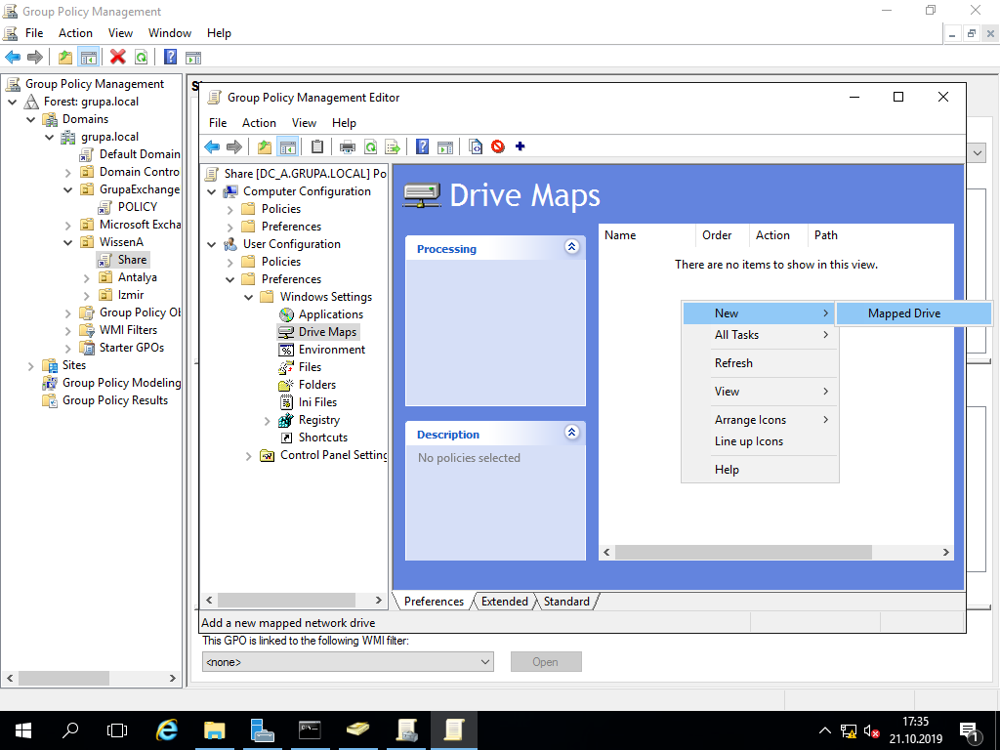 Group Policy Management
File Action View Window Help
Group Policy Management
Forest: grupa.local
Domains
grupa.local
Default Domain
Domain Contro
GrupaExchange
POLICY
Microsoft Excha
WissenA
Share
Antalya
Izmir
Group Policy Ob
WMI Filters
Starter GPOs
Sites
Group Policy Modeling
Group Policy Results
Group Policy Management Editor
File Action View Help
Share [DC_A.GRUPA.LOCAL] Po
Computer Configuration
Policies
Preferences
User Configuration
Policies
Preferences
Windows Settings
Applications
Drive Maps
Environment
Files
Folders
Ini Files
Registry
Shortcuts
Control Panel Setting
Drive Maps
Processing
Description
No policies selected
Name Order Action Path
There are no items to show in this view.
New
Mapped Drive
All Tasks
Refresh
View
Arrange Icons
Line up Icons
Help
Preferences Extended Standard
Add a new mapped network drive
This GPO is linked to the following WMI filter:
<none>
Open
17:35
21.10.2019
1